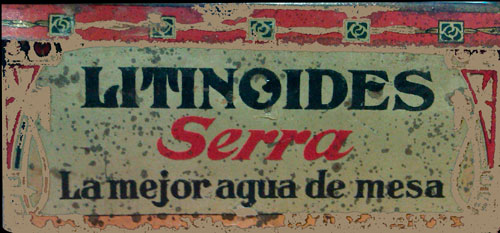 LITINOIDES
Serra
La mejor agua de mesa